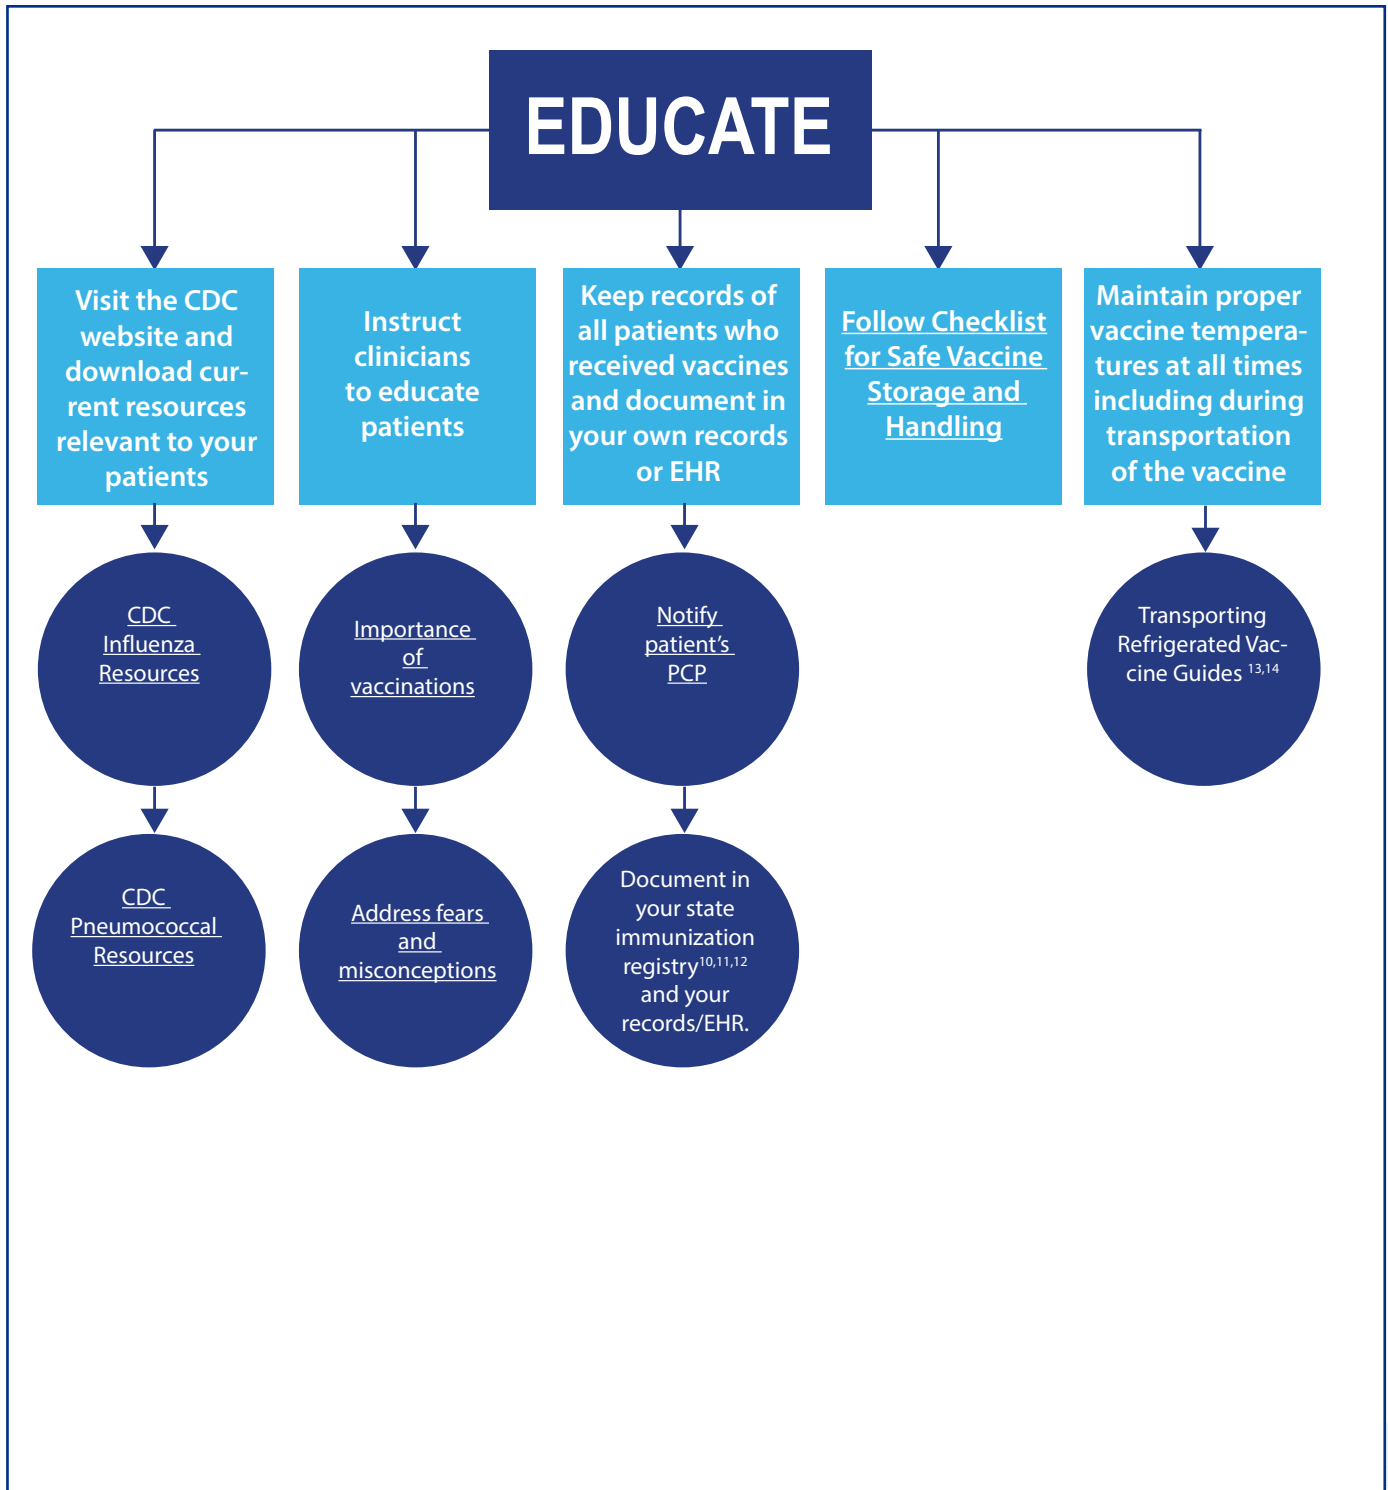 EDUCATE
Visit the CDC
website and
download cur-
rent resources
relevant to your
patients
Instruct
clinicians
to educate
patients
Keep records of
all patients who
received vaccines
and document in
your own records
or EHR
Follow Checklist
for Safe Vaccine
Storage and
Handling
Maintain proper
vaccine tempera-
tures at all times
including during
transportation
of the vaccine
CDC
Influenza
Resources
Importance
of
vaccinations
Notify
patient’s
PCP
Transporting
Refrigerated Vac-
cine Guides 13,14
CDC
Pneumococcal
Resources
Address fears
and
misconceptions
Document in
your state
immunization
registry10,11,12
and your
records/EHR.